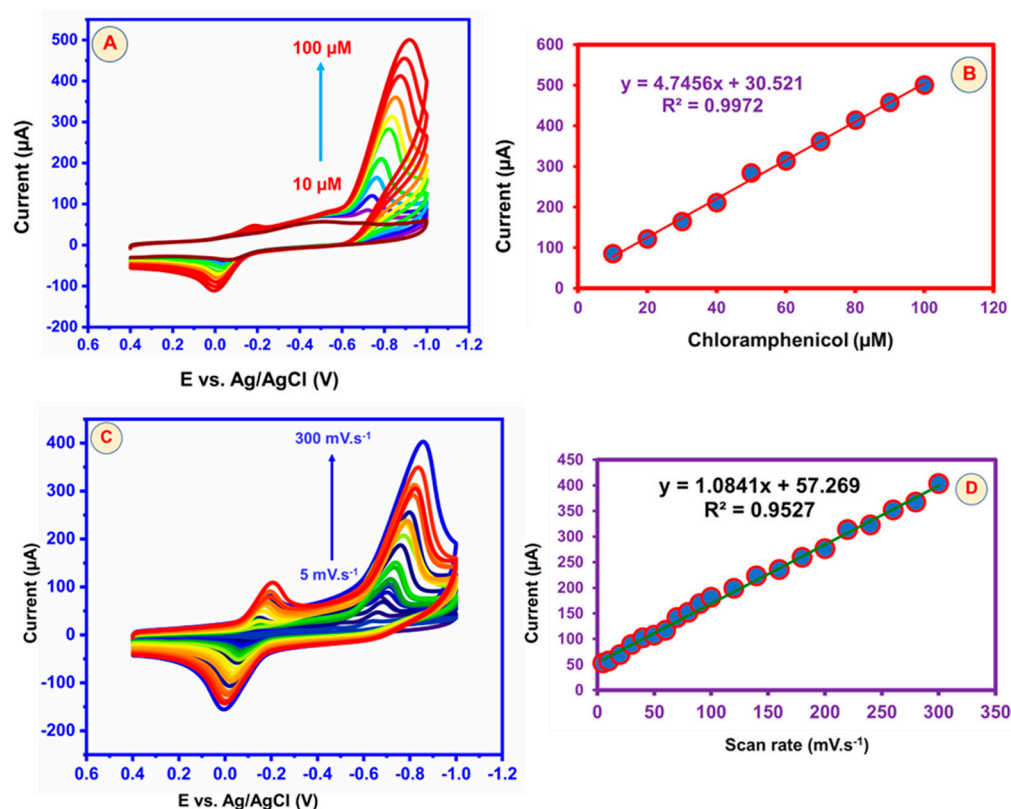 A
100 µM
10 µM
500
400
300
200
100
0
-100
-200
0.6 0.4 0.2 0.0 -0.2 -0.4 -0.6 -0.8 -1.0 -1.2
Current (µA)
E vs. Ag/AgCl (V)
B
y = 4.7456x + 30.521
R² = 0.9972
600
500
400
300
200
100
0
0 20 40 60 80 100 120
Current (µA)
Chloramphenicol (µM)
C
300 mV.s⁻¹
5 mV.s⁻¹
400
300
200
100
0
-100
-200
0.6 0.4 0.2 0.0 -0.2 -0.4 -0.6 -0.8 -1.0 -1.2
Current (µA)
E vs. Ag/AgCl (V)
D
y = 1.0841x + 57.269
R² = 0.9527
450
400
350
300
250
200
150
100
50
0
0 50 100 150 200 250 300 350
Current (µA)
Scan rate (mV.s⁻¹)